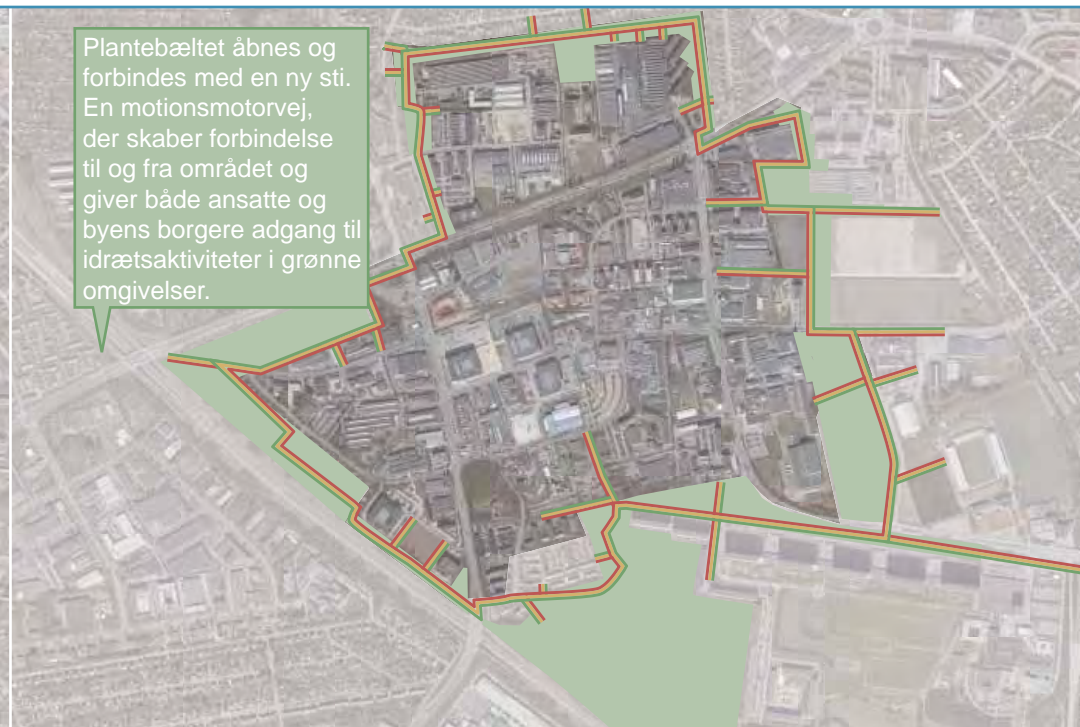 Plantebæltet åbnes og
forbindes med en ny sti.
En motionsmotorvej,
der skaber forbindelse
til og fra området og
giver både ansatte og
byens borgere adgang til
idrætsaktiviteter i grønne
omgivelser.